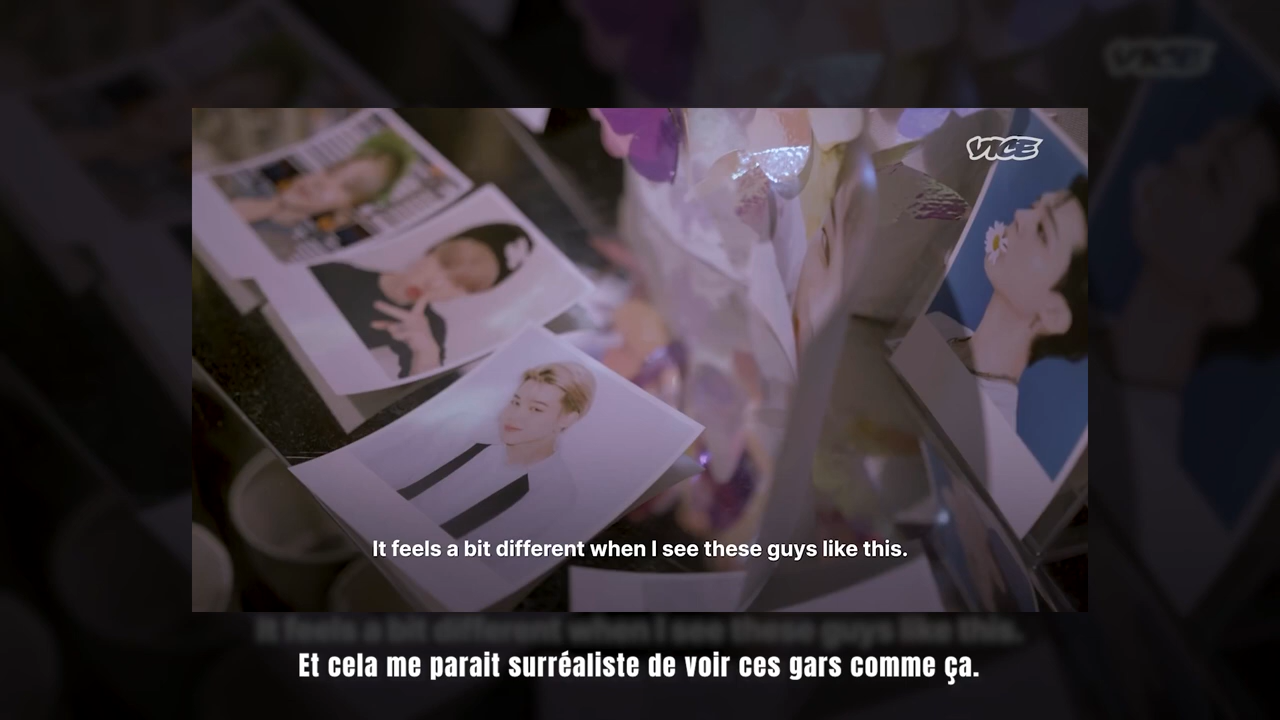 VICE
It feels a bit different when I see these guys like this.
Et cela me parait surréaliste de voir ces gars comme ça.